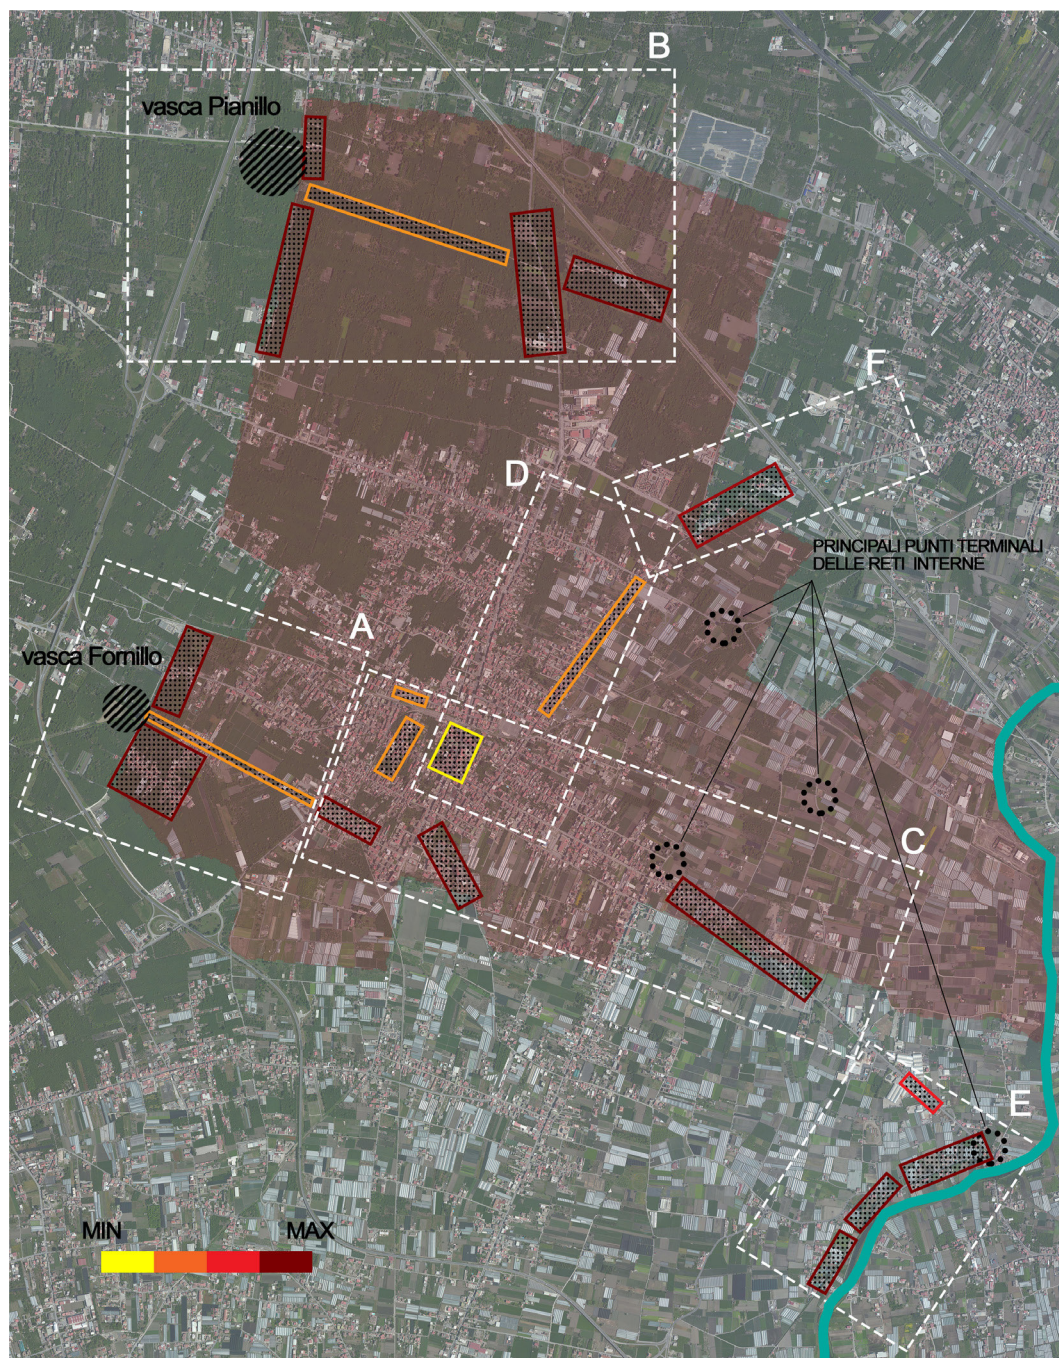 B
vasca Pianillo
F
D
PRINCIPALI PUNTI TERMINALI
DELLE RETI INTERNE
A
vasca Fornillo
C
E
MIN MAX